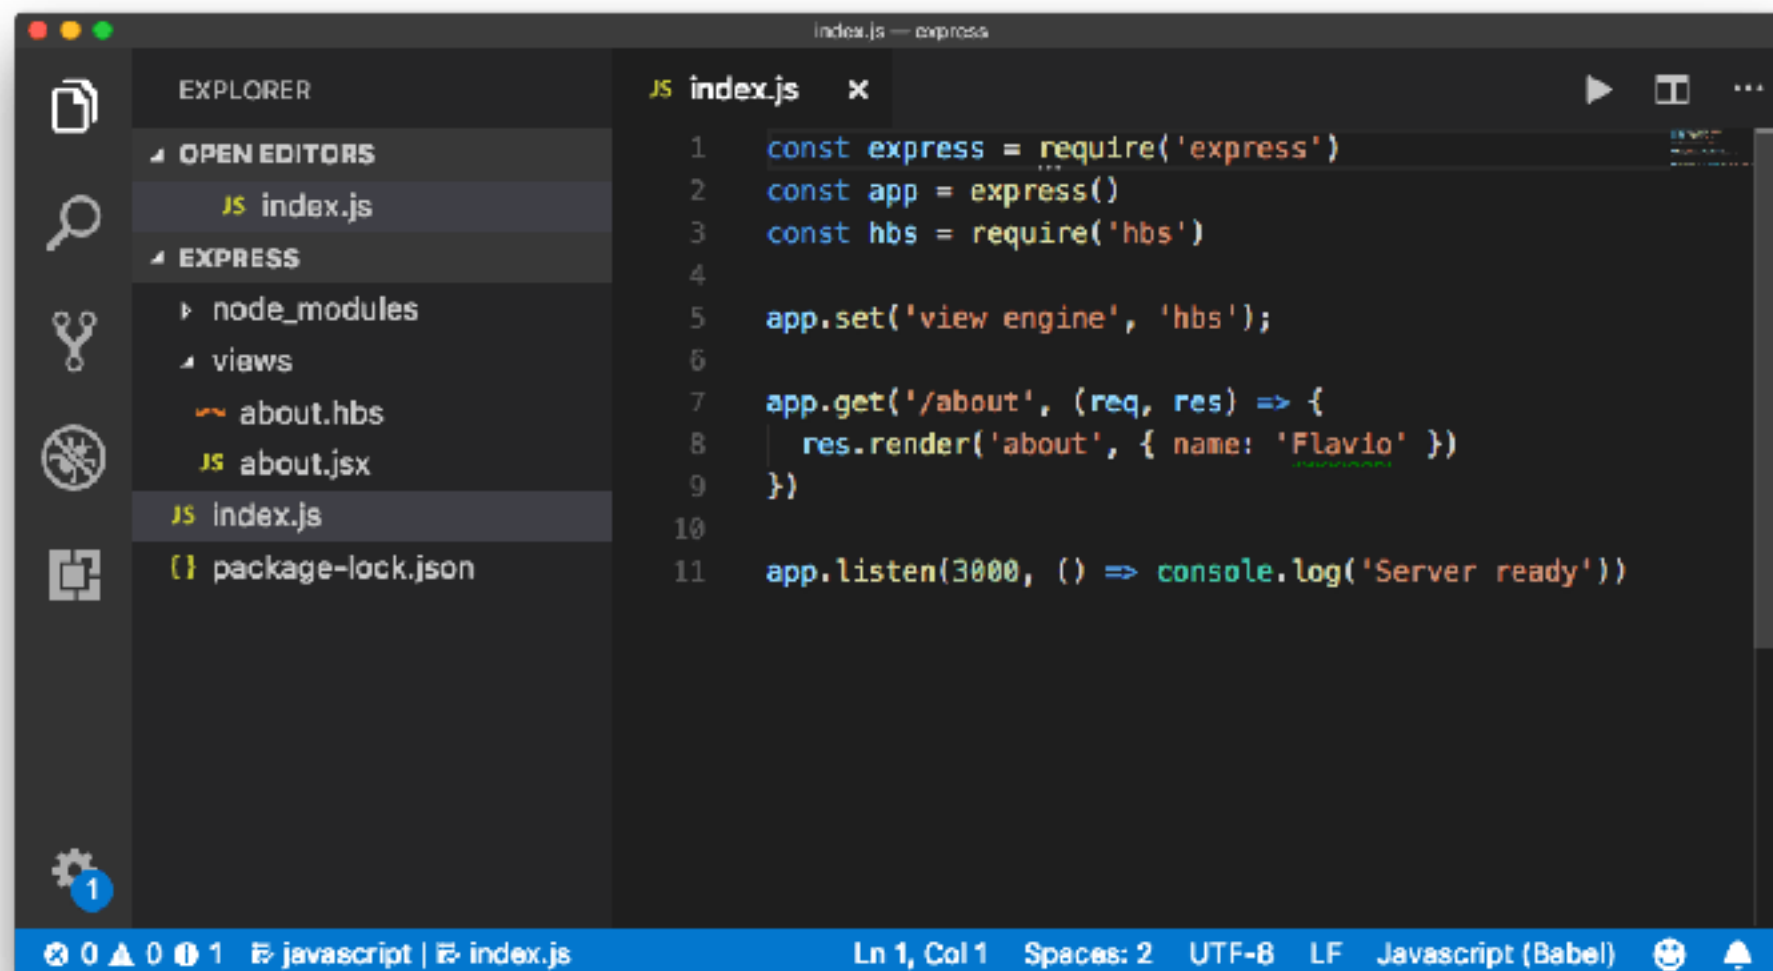 index.js — express
EXPLORER
OPEN EDITORS
JS index.js
EXPRESS
node_modules
views
about.hbs
JS about.jsx
JS index.js
{} package-lock.json
1
JS index.js ×
1 const express = require('express')
2 const app = express()
3 const hbs = require('hbs')
4
5 app.set('view engine', 'hbs');
6
7 app.get('/about', (req, res) => {
8 res.render('about', { name: 'Flavio' })
9 })
10
11 app.listen(3000, () => console.log('Server ready'))
0 0 1 javascript | index.js Ln 1, Col 1 Spaces: 2 UTF-8 LF Javascript (Babel)